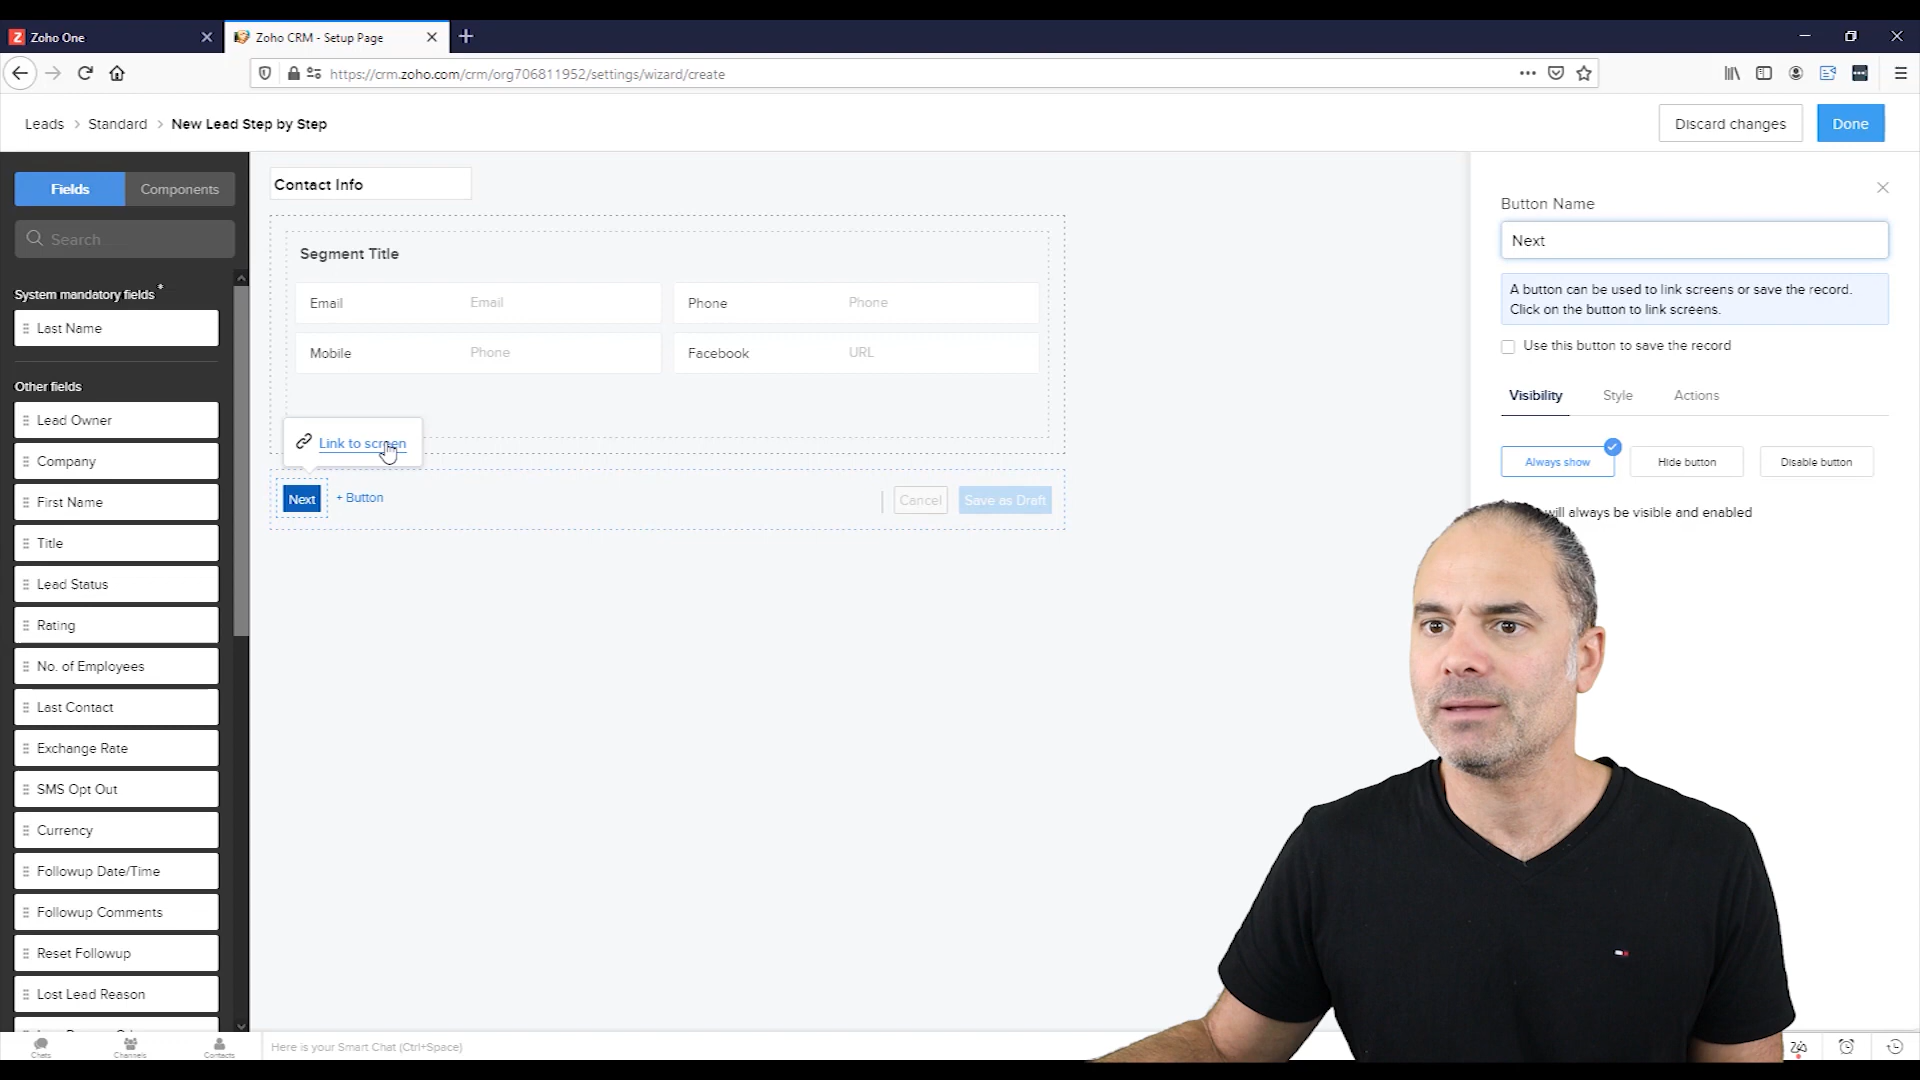 Zoho One
Zoho CRM - Setup Page
https://crm.zoho.com/crm/org706811952/settings/wizard/create
Leads > Standard > New Lead Step by Step
Discard changes
Done
Fields
Components
Search...
System mandatory fields *
Last Name
Other fields
Lead Owner
Company
First Name
Title
Lead Status
Rating
No. of Employees
Last Contact
Exchange Rate
SMS Opt Out
Currency
Followup Date/Time
Followup Comments
Reset Followup
Lost Lead Reason
Contact Info
Segment Title
Email Email
Phone Phone
Mobile Phone
Facebook URL
Link to screen
Next
+ Button
Cancel
Save as Draft
Button Name
Next
A button can be used to link screens or save the record.
Click on the button to link screens.
Use this button to save the record
Visibility
Style
Actions
Always show
Hide button
Disable button
will always be visible and enabled
Chats
Channels
Contacts
Here is your Smart Chat (Ctrl+Space)